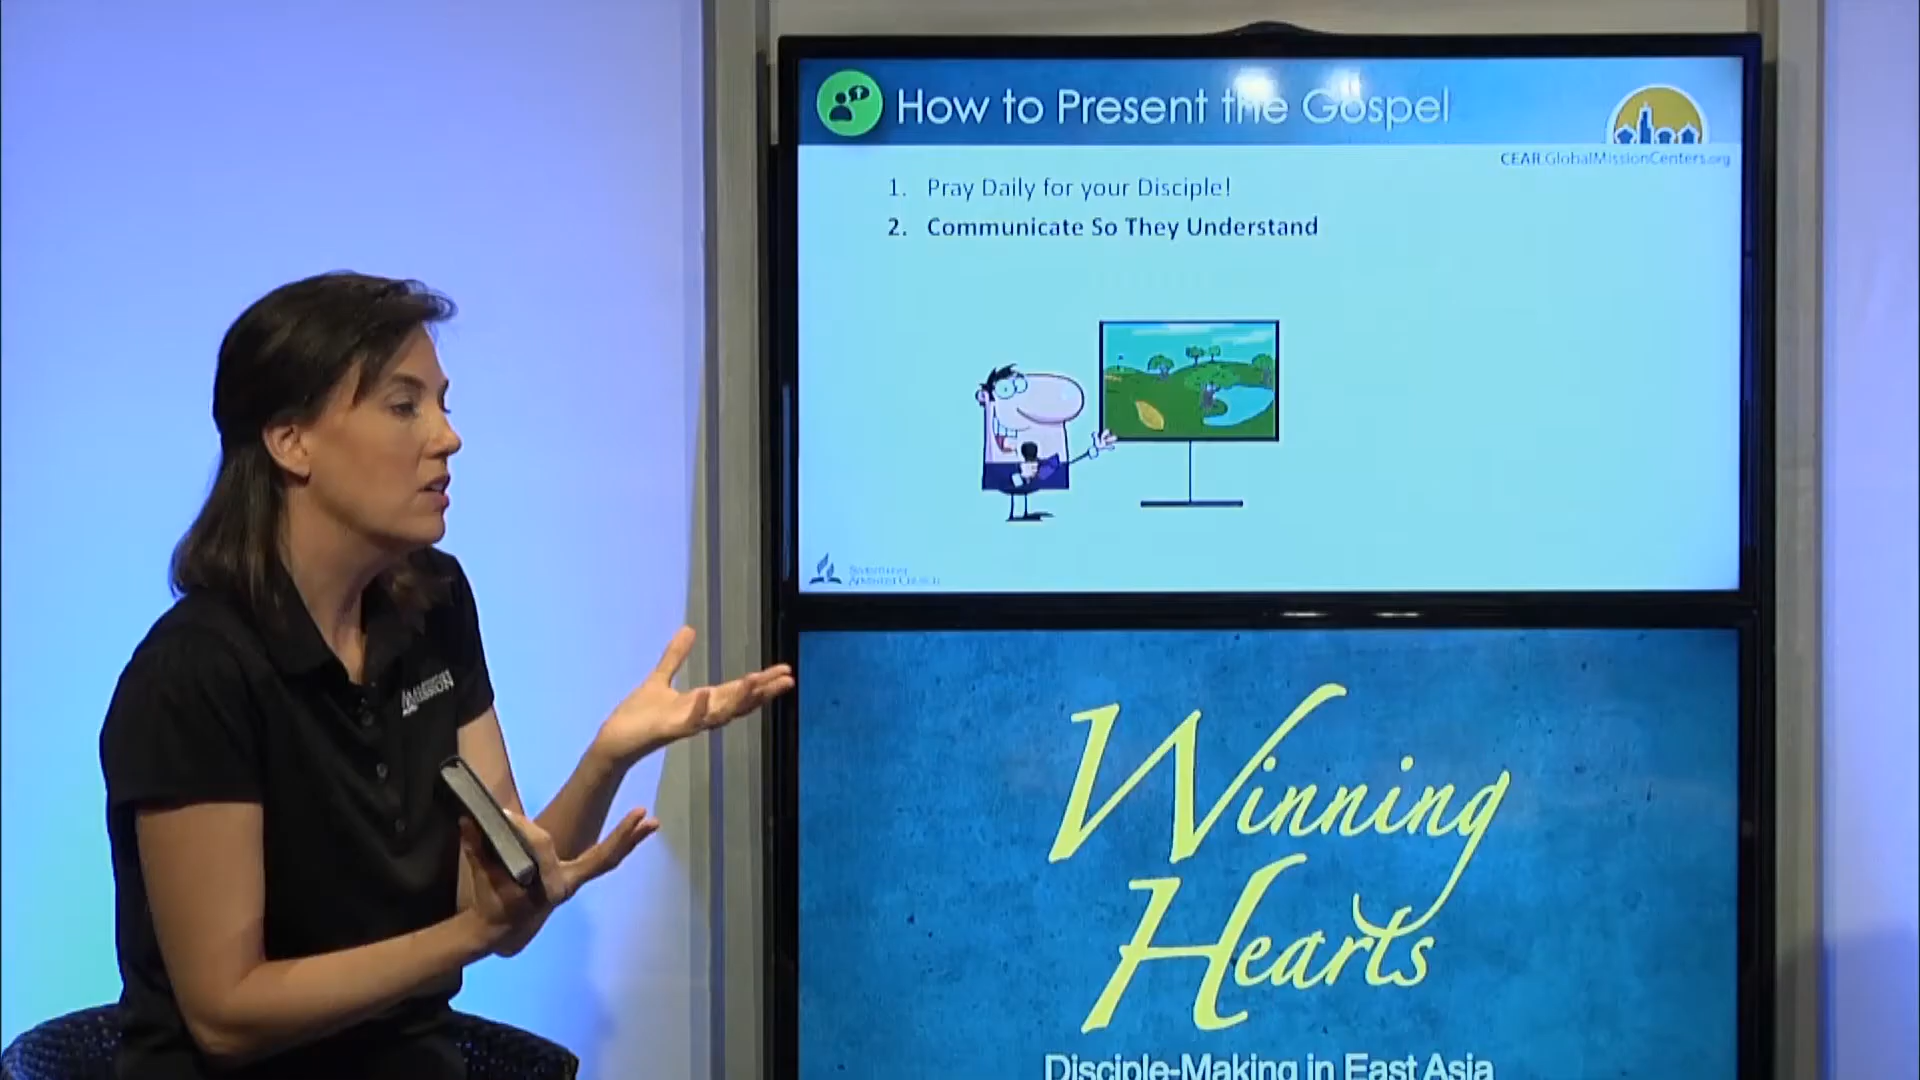 How to Present the Gospel
CEAR.GlobalMissionCenters.org
1. Pray Daily for your Disciple!
2. Communicate So They Understand
Winning
Hearts
Disciple-Making in East Asia